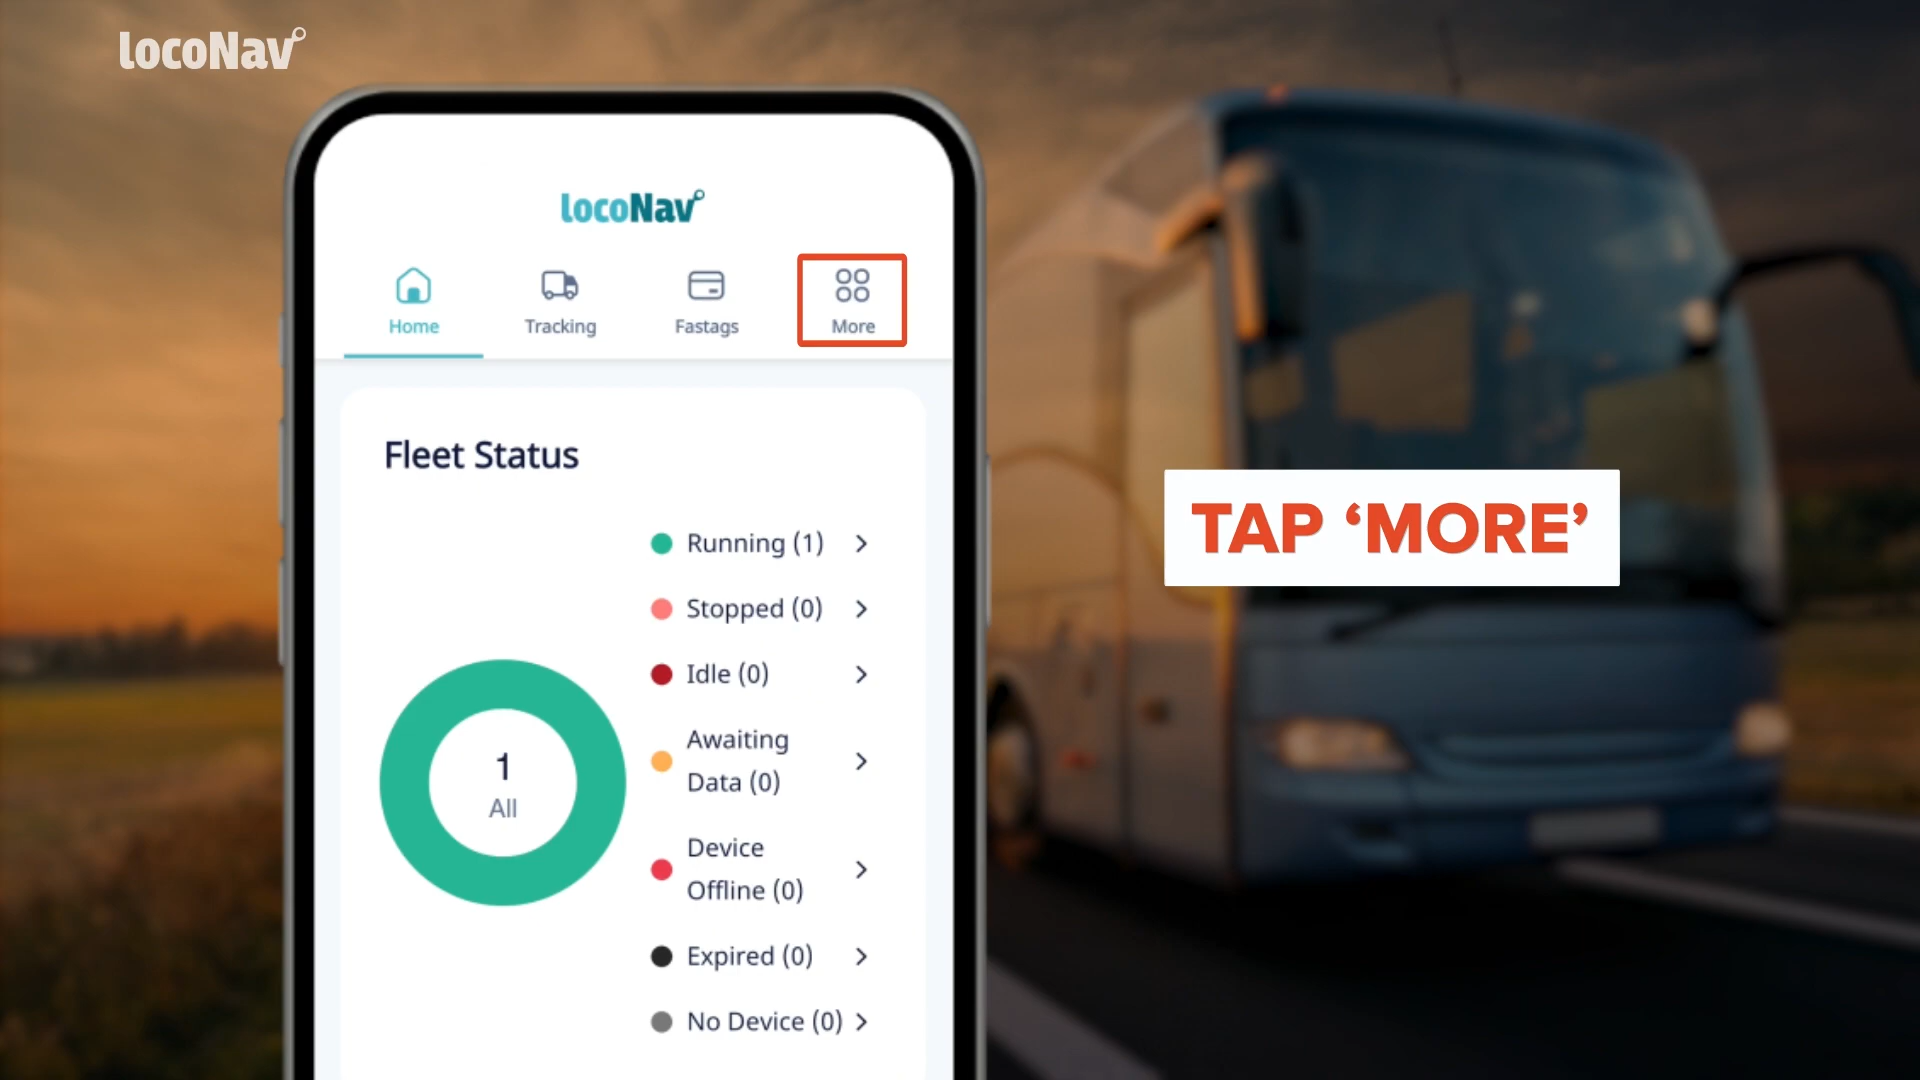 locoNav
locoNav
Home
Tracking
Fastags
More
Fleet Status
Running (1)
Stopped (0)
Idle (0)
Awaiting
Data (0)
Device
Offline (0)
Expired (0)
No Device (0)
1
All
TAP ‘MORE’